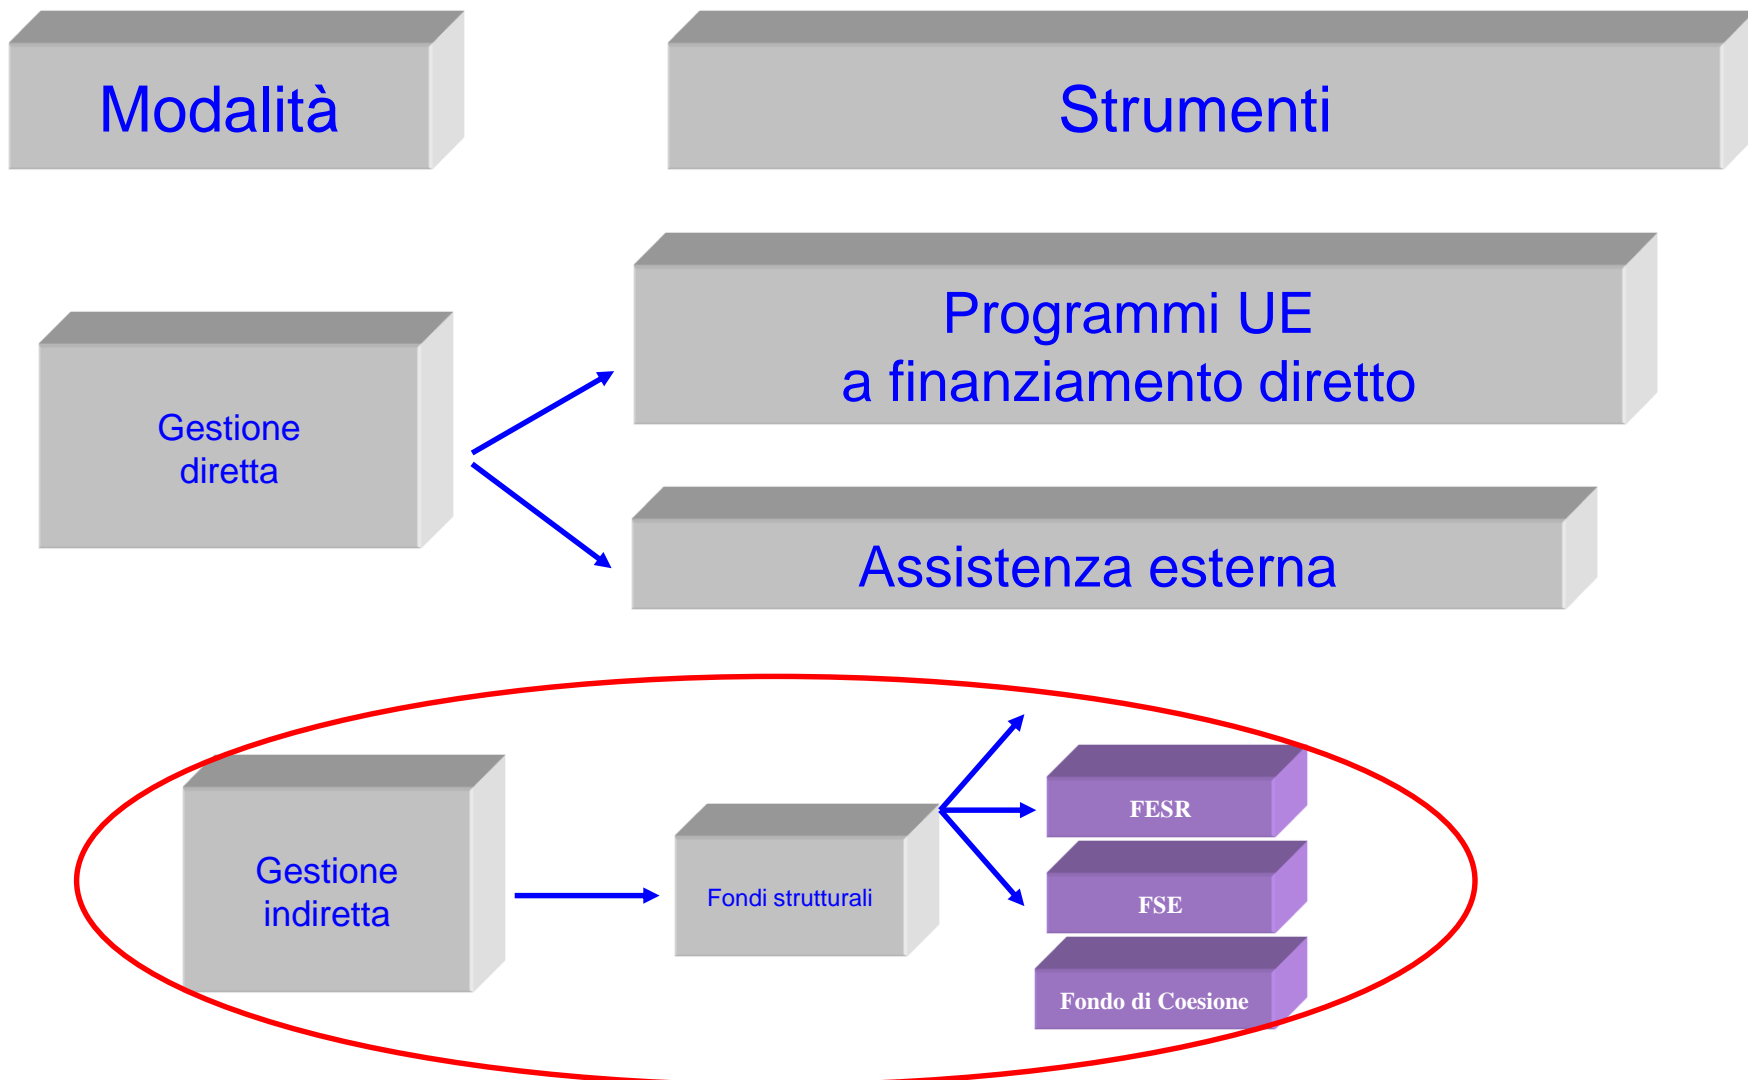 Modalità
Strumenti
Programmi UE
a finanziamento diretto
Gestione
diretta
Assistenza esterna
Gestione
indiretta
Fondi strutturali
FESR
FSE
Fondo di Coesione